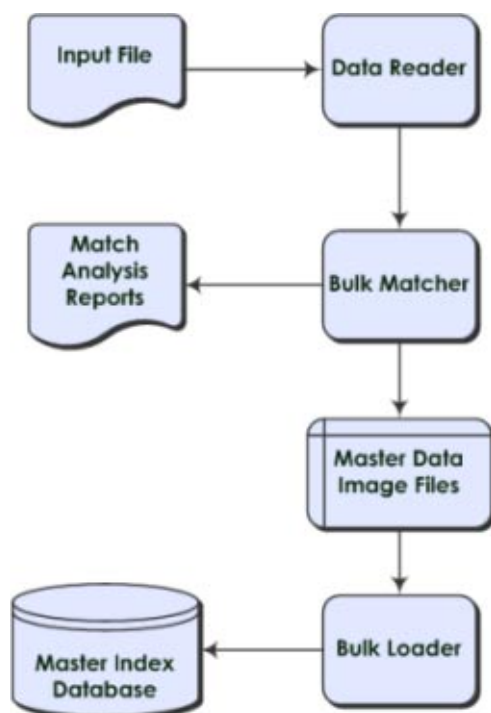 Input File
Data Reader
Match
Analysis
Reports
Bulk Matcher
Master Data
Image Files
Master Index
Database
Bulk Loader